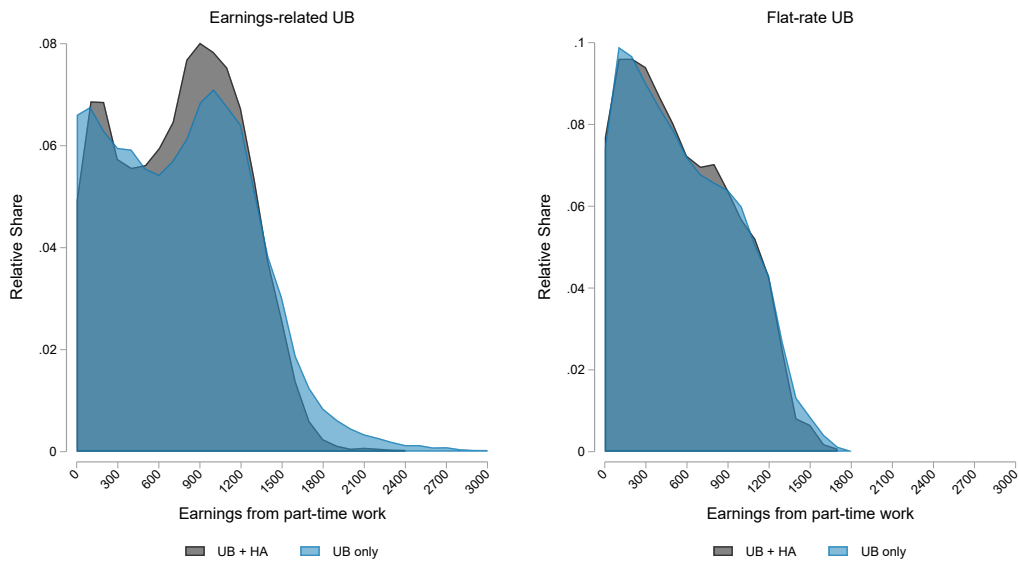 Earnings-related UB
Relative Share
.08
.06
.04
.02
0
0 300 600 900 1200 1500 1800 2100 2400 2700 3000
Earnings from part-time work
UB + HA UB only
Flat-rate UB
Relative Share
.1
.08
.06
.04
.02
0
0 300 600 900 1200 1500 1800 2100 2400 2700 3000
Earnings from part-time work
UB + HA UB only